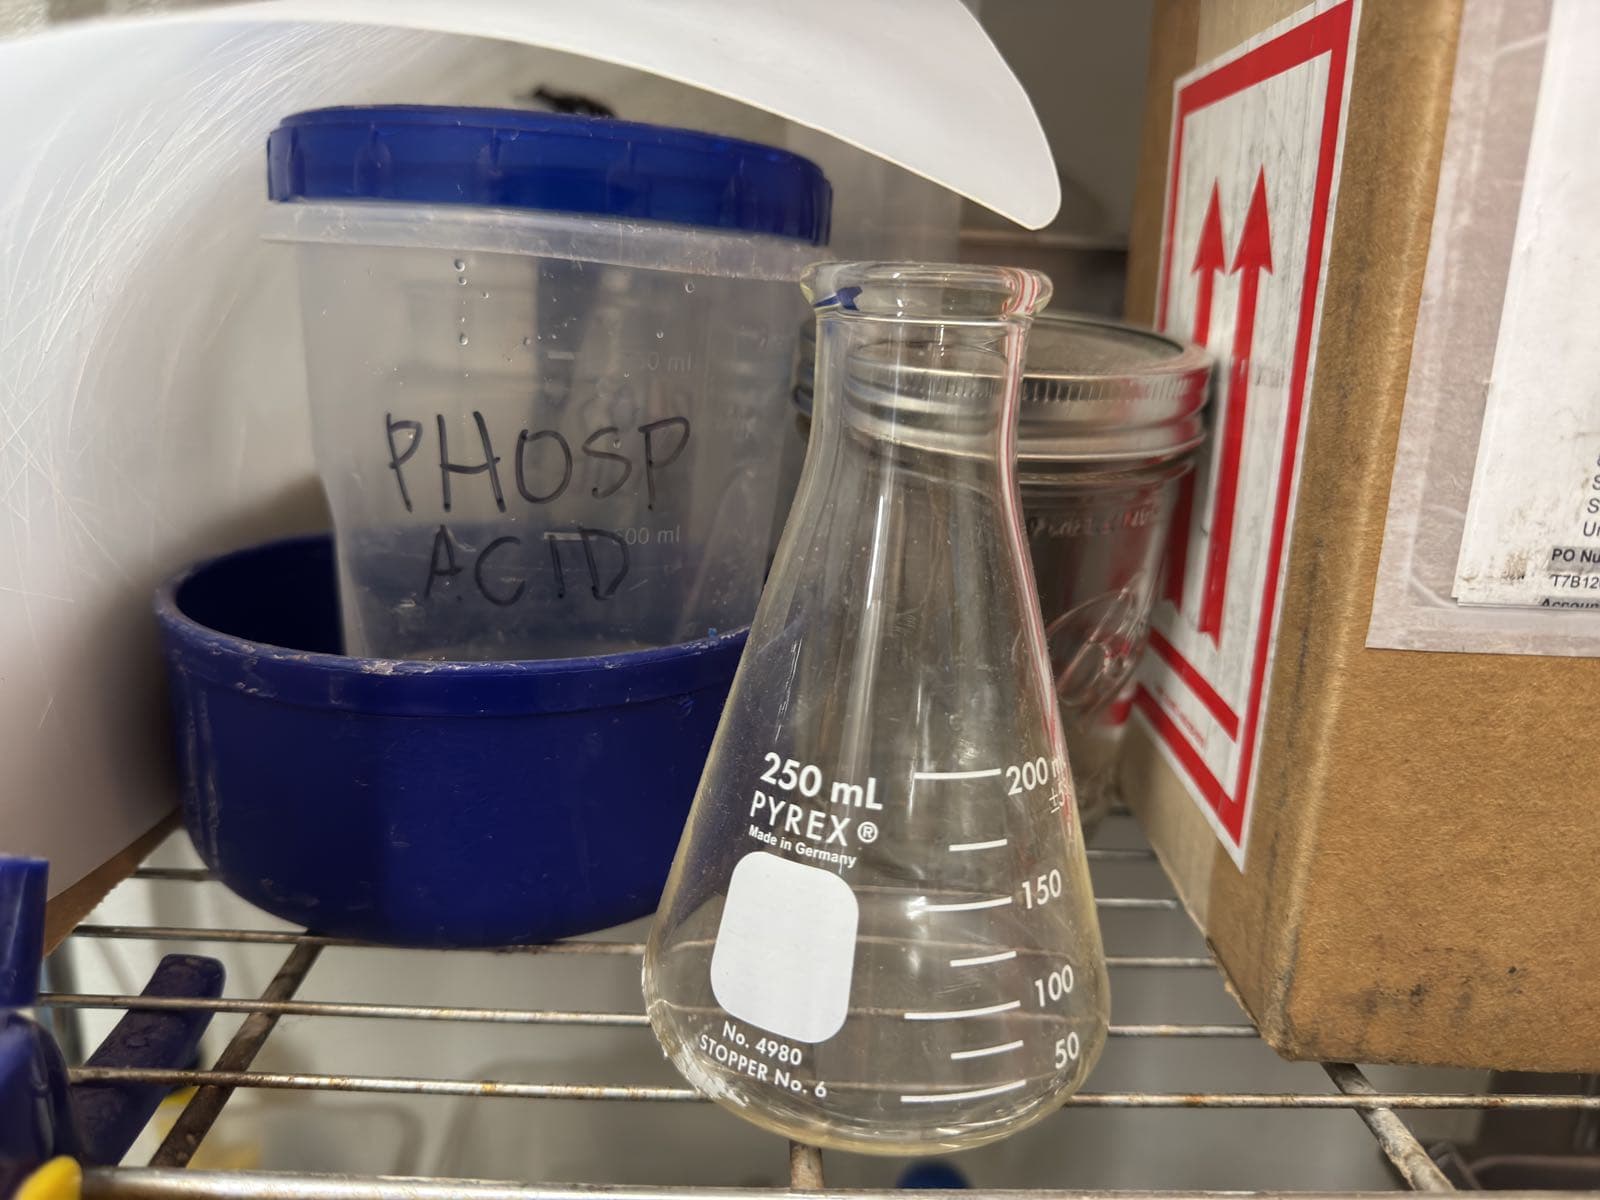 PHOSP
ACID
250 mL
PYREX®
Made in Germany
No. 4980
STOPPER No. 6
200
150
100
50
PO Nu
T7B12